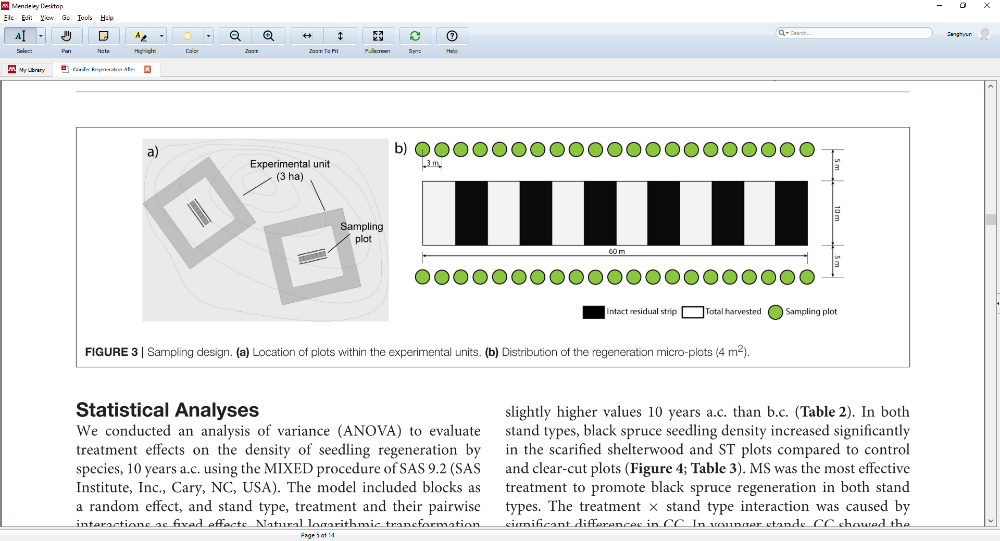 Mendeley Desktop
File Edit View Go Tools Help
Search...
Sanghyun
Select Pan Note Highlight Color Zoom Zoom To Fit Fullscreen Sync Help
My Library
Conifer Regeneration After...
a)
Experimental unit
(3 ha)
Sampling
plot
b)
3 m
5 m
10 m
60 m
5 m
Intact residual strip Total harvested Sampling plot
FIGURE 3 | Sampling design. (a) Location of plots within the experimental units. (b) Distribution of the regeneration micro-plots (4 m²).
Statistical Analyses
We conducted an analysis of variance (ANOVA) to evaluate
treatment effects on the density of seedling regeneration by
species, 10 years a.c. using the MIXED procedure of SAS 9.2 (SAS
Institute, Inc., Cary, NC, USA). The model included blocks as
a random effect, and stand type, treatment and their pairwise
interactions as fixed effects. Natural logarithmic transformation
slightly higher values 10 years a.c. than b.c. (Table 2). In both
stand types, black spruce seedling density increased significantly
in the scarified shelterwood and ST plots compared to control
and clear-cut plots (Figure 4; Table 3). MS was the most effective
treatment to promote black spruce regeneration in both stand
types. The treatment × stand type interaction was caused by
significant differences in CC. In younger stands, CC showed the
Page 5 of 14